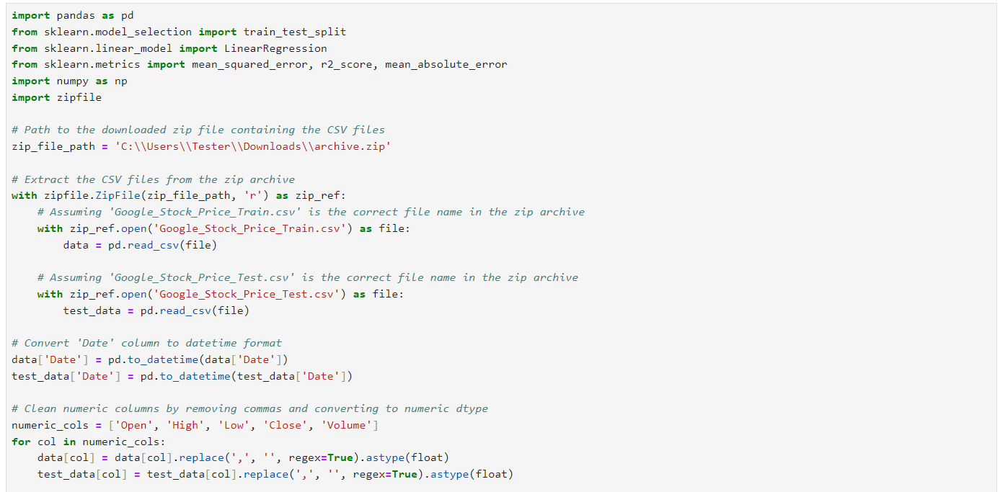 import pandas as pd
from sklearn.model_selection import train_test_split
from sklearn.linear_model import LinearRegression
from sklearn.metrics import mean_squared_error, r2_score, mean_absolute_error
import numpy as np
import zipfile

# Path to the downloaded zip file containing the CSV files
zip_file_path = 'C:\\Users\\Tester\\Downloads\\archive.zip'

# Extract the CSV files from the zip archive
with zipfile.ZipFile(zip_file_path, 'r') as zip_ref:
    # Assuming 'Google_Stock_Price_Train.csv' is the correct file name in the zip archive
    with zip_ref.open('Google_Stock_Price_Train.csv') as file:
        data = pd.read_csv(file)

    # Assuming 'Google_Stock_Price_Test.csv' is the correct file name in the zip archive
    with zip_ref.open('Google_Stock_Price_Test.csv') as file:
        test_data = pd.read_csv(file)

# Convert 'Date' column to datetime format
data['Date'] = pd.to_datetime(data['Date'])
test_data['Date'] = pd.to_datetime(test_data['Date'])

# Clean numeric columns by removing commas and converting to numeric dtype
numeric_cols = ['Open', 'High', 'Low', 'Close', 'Volume']
for col in numeric_cols:
    data[col] = data[col].replace(',', '', regex=True).astype(float)
    test_data[col] = test_data[col].replace(',', '', regex=True).astype(float)